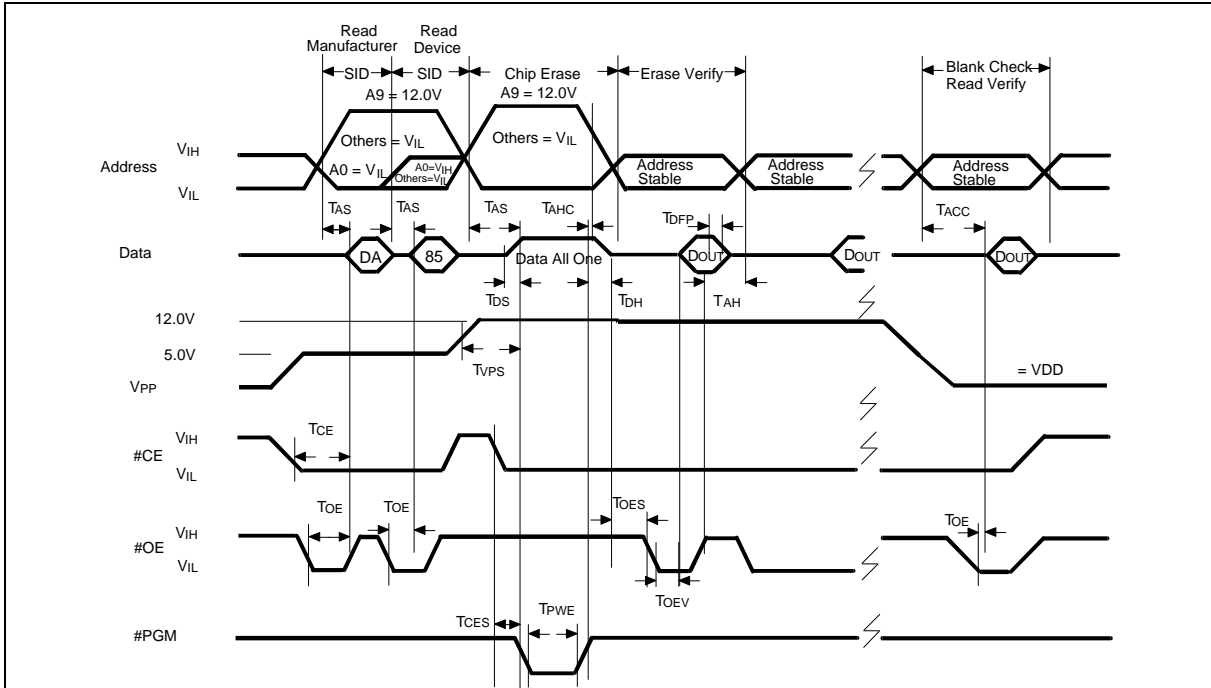 Read Manufacturer SID
Read Device SID
Chip Erase
Erase Verify
Blank Check Read Verify
A9 = 12.0V
A9 = 12.0V
Others = VIL
Others = VIL
Address
VIH
VIL
A0 = VIL
A0=VIH
Others=VIL
Address Stable
Address Stable
Address Stable
TAS
TAS
TAS
TAHC
TDFP
TACC
Data
DA
85
Data All One
DOUT
DOUT
DOUT
TDS
TDH
TAH
12.0V
5.0V
VPP
TVPS
= VDD
#CE
VIH
VIL
TCE
TOE
TOE
TOES
TOE
#OE
VIH
VIL
TOEV
TCES
TPWE
#PGM